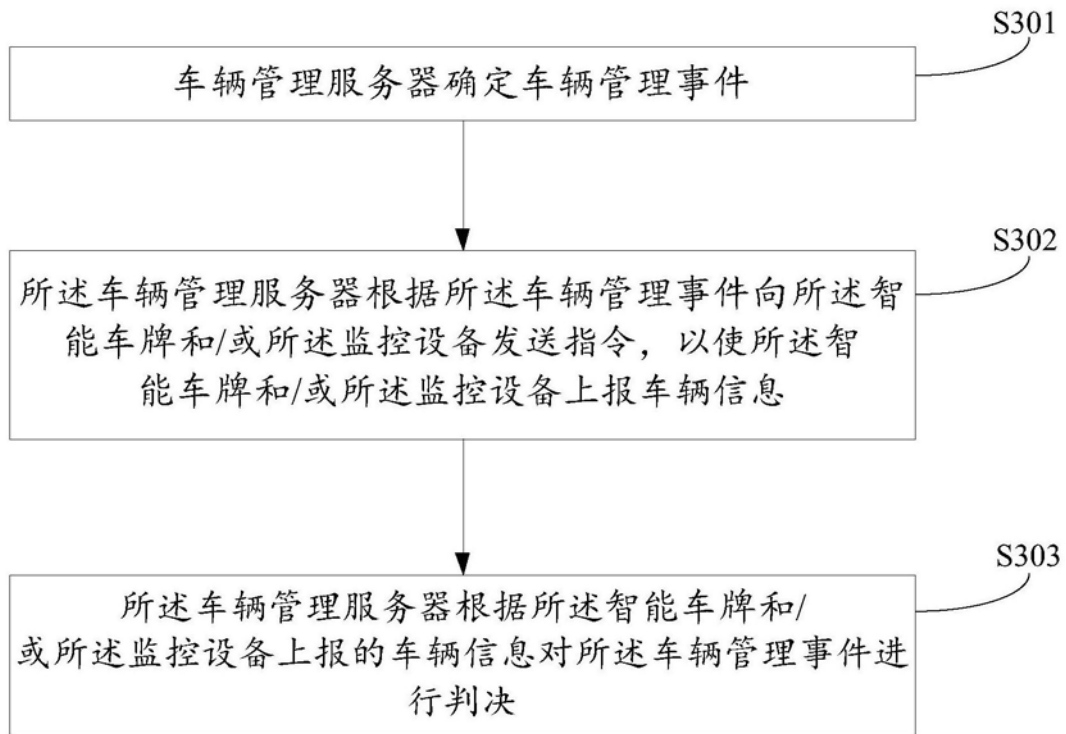 S301
车辆管理服务器确定车辆管理事件
S302
所述车辆管理服务器根据所述车辆管理事件向所述智
能车牌和/或所述监控设备发送指令，以使所述智
能车牌和/或所述监控设备上报车辆信息
S303
所述车辆管理服务器根据所述智能车牌和/
或所述监控设备上报的车辆信息对所述车辆管理事件进
行判决